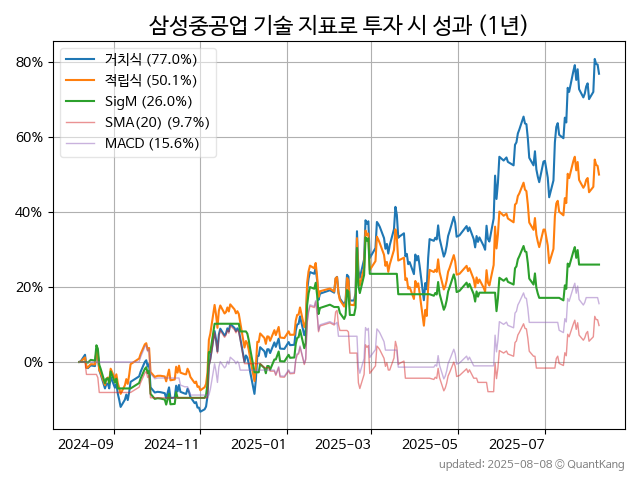 삼성중공업 기술 지표로 투자 시 성과 (1년)
거치식 (77.0%)
적립식 (50.1%)
SigM (26.0%)
SMA(20) (9.7%)
MACD (15.6%)
80%
60%
40%
20%
0%
2024-09 2024-11 2025-01 2025-03 2025-05 2025-07
updated: 2025-08-08 © QuantKang